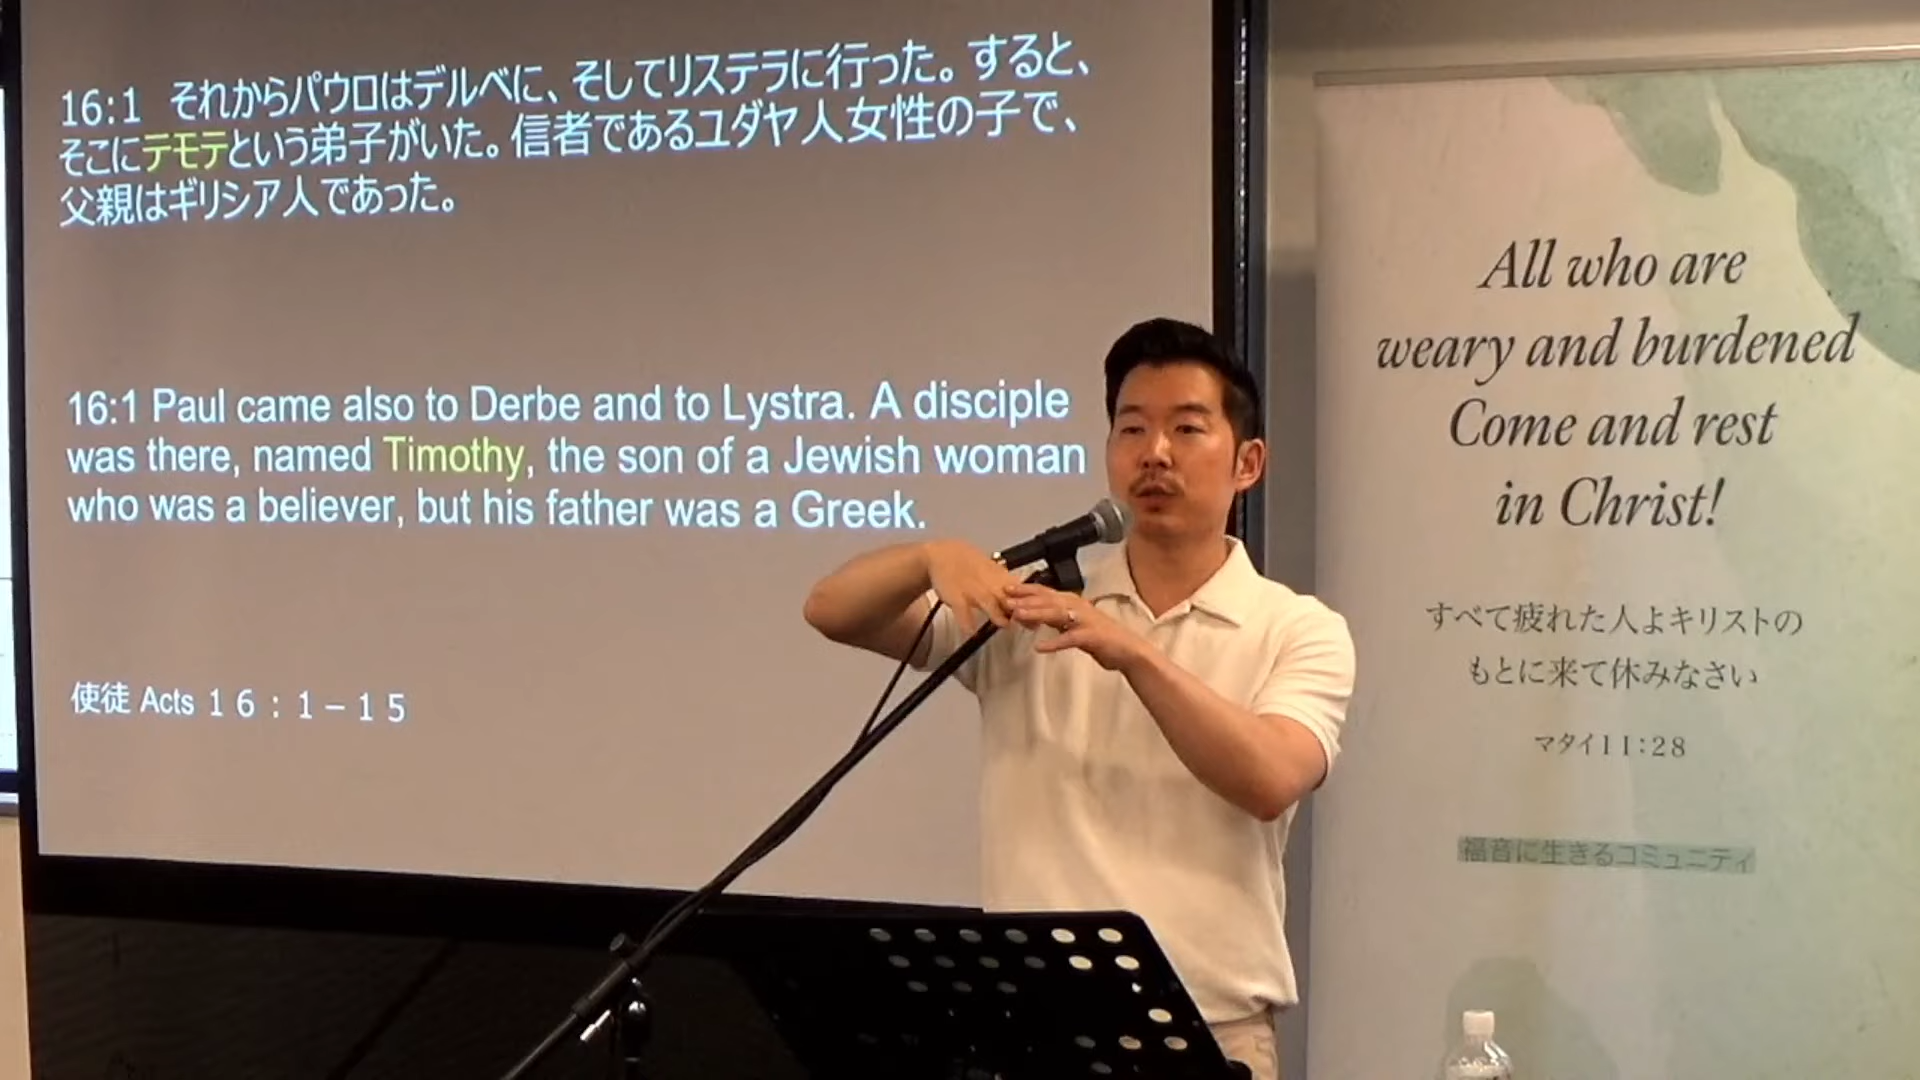 16:1 それからパウロはデルベに、そしてリステラに行った。すると、
そこにテモテという弟子がいた。信者であるユダヤ人女性の子で、
父親はギリシア人であった。
16:1 Paul came also to Derbe and to Lystra. A disciple
was there, named Timothy, the son of a Jewish woman
who was a believer, but his father was a Greek.
使徒 Acts １６：１－１５
All who are
weary and burdened
Come and rest
in Christ!
すべて疲れた人よキリストの
もとに来て休みなさい
マタイ11:28
福音に生きるコミュニティ